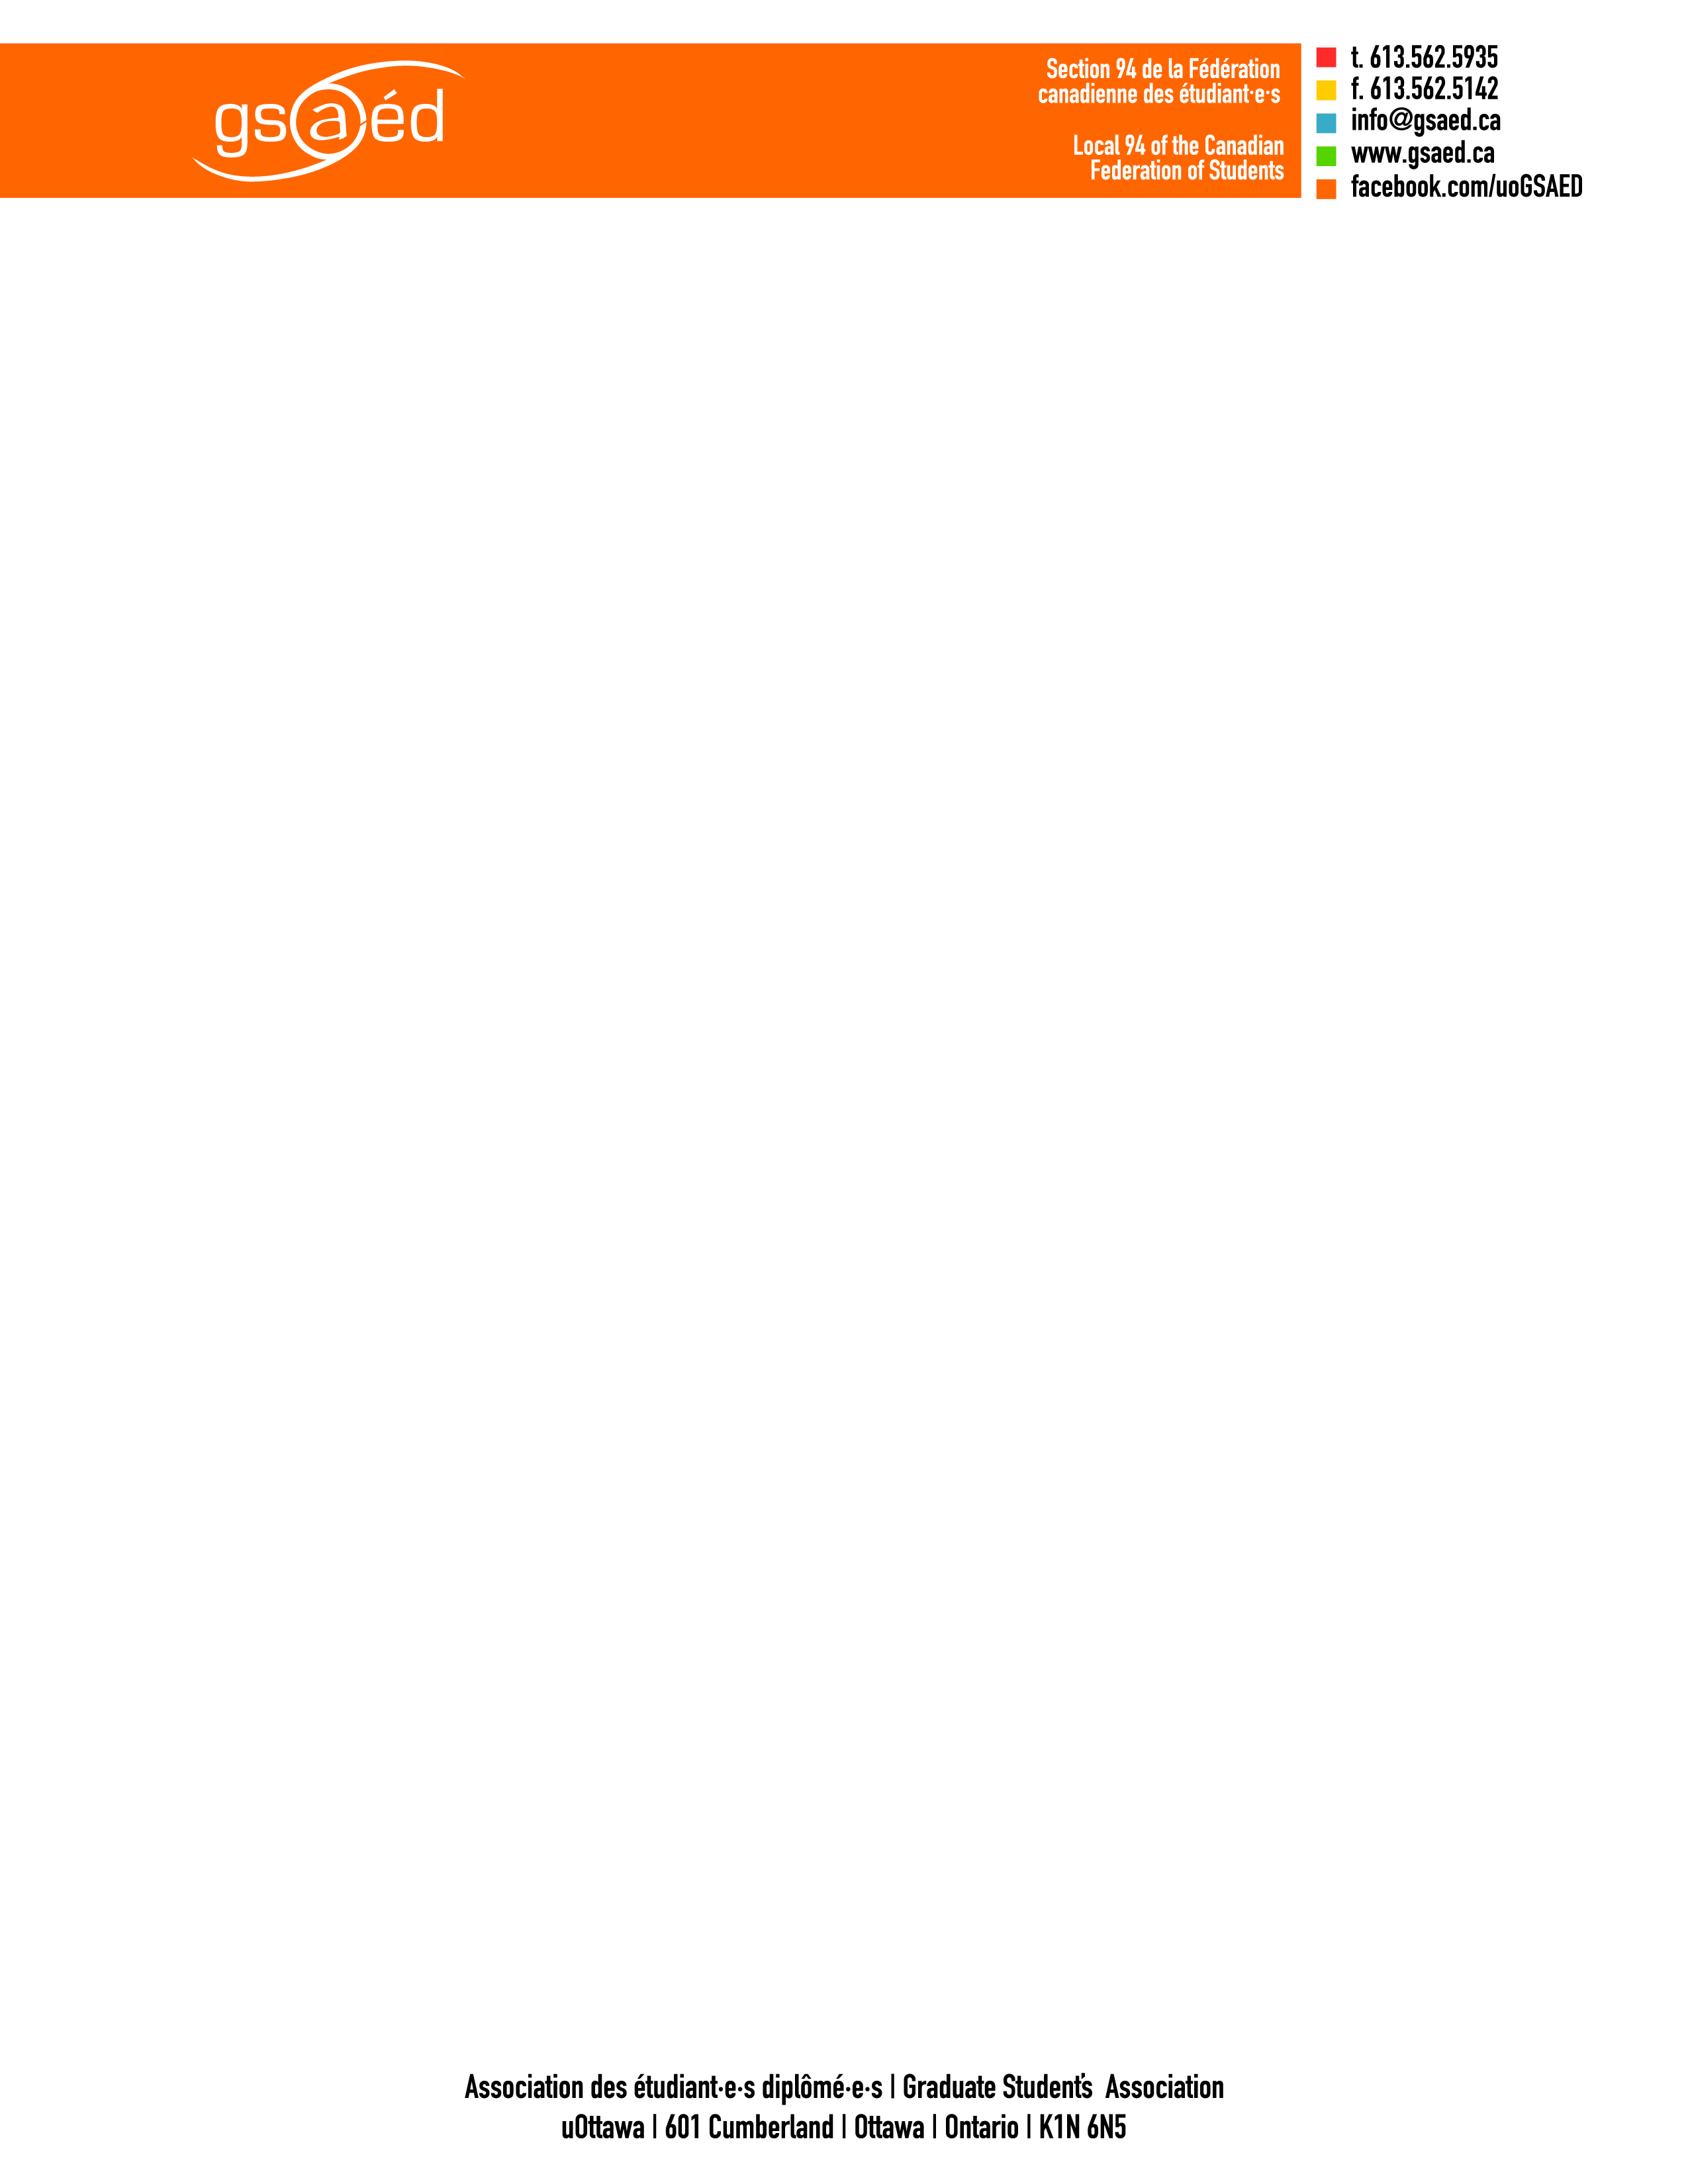 gsaéd
Section 94 de la Fédération
canadienne des étudiant·e·s
Local 94 of the Canadian
Federation of Students
t. 613.562.5935
f. 613.562.5142
info@gsaed.ca
www.gsaed.ca
facebook.com/uoGSAED
Association des étudiant·e·s diplômé·e·s | Graduate Student's Association
uOttawa | 601 Cumberland | Ottawa | Ontario | K1N 6N5